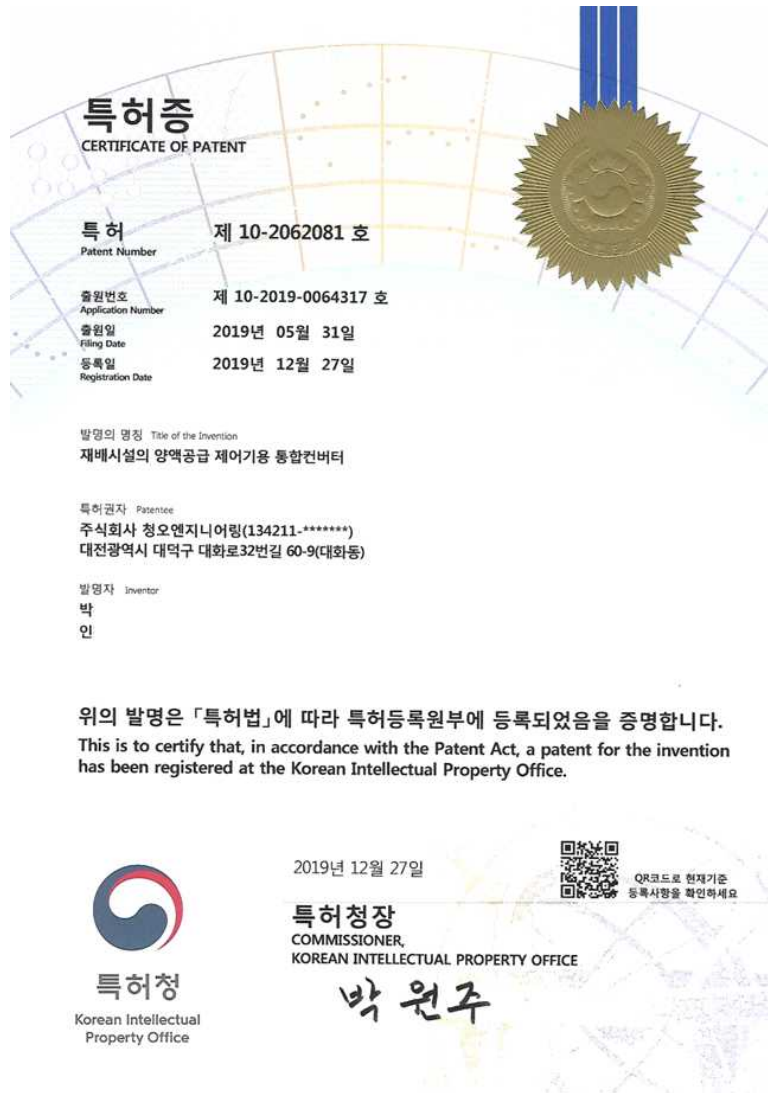 특허증
CERTIFICATE OF PATENT
특허 제 10-2062081 호
Patent Number
출원번호 제 10-2019-0064317 호
Application Number
출원일 2019년 05월 31일
Filing Date
등록일 2019년 12월 27일
Registration Date
발명의 명칭 Title of the Invention
재배시설의 양액공급 제어기용 통합컨버터
특허권자 Patentee
주식회사 청오엔지니어링(134211-*******)
대전광역시 대덕구 대화로32번길 60-9(대화동)
발명자 Inventor
박
인
위의 발명은 「특허법」에 따라 특허등록원부에 등록되었음을 증명합니다.
This is to certify that, in accordance with the Patent Act, a patent for the invention
has been registered at the Korean Intellectual Property Office.
2019년 12월 27일
QR코드로 현재기준
등록사항을 확인하세요
특허청장
COMMISSIONER,
KOREAN INTELLECTUAL PROPERTY OFFICE
박원주
특허청
Korean Intellectual
Property Office